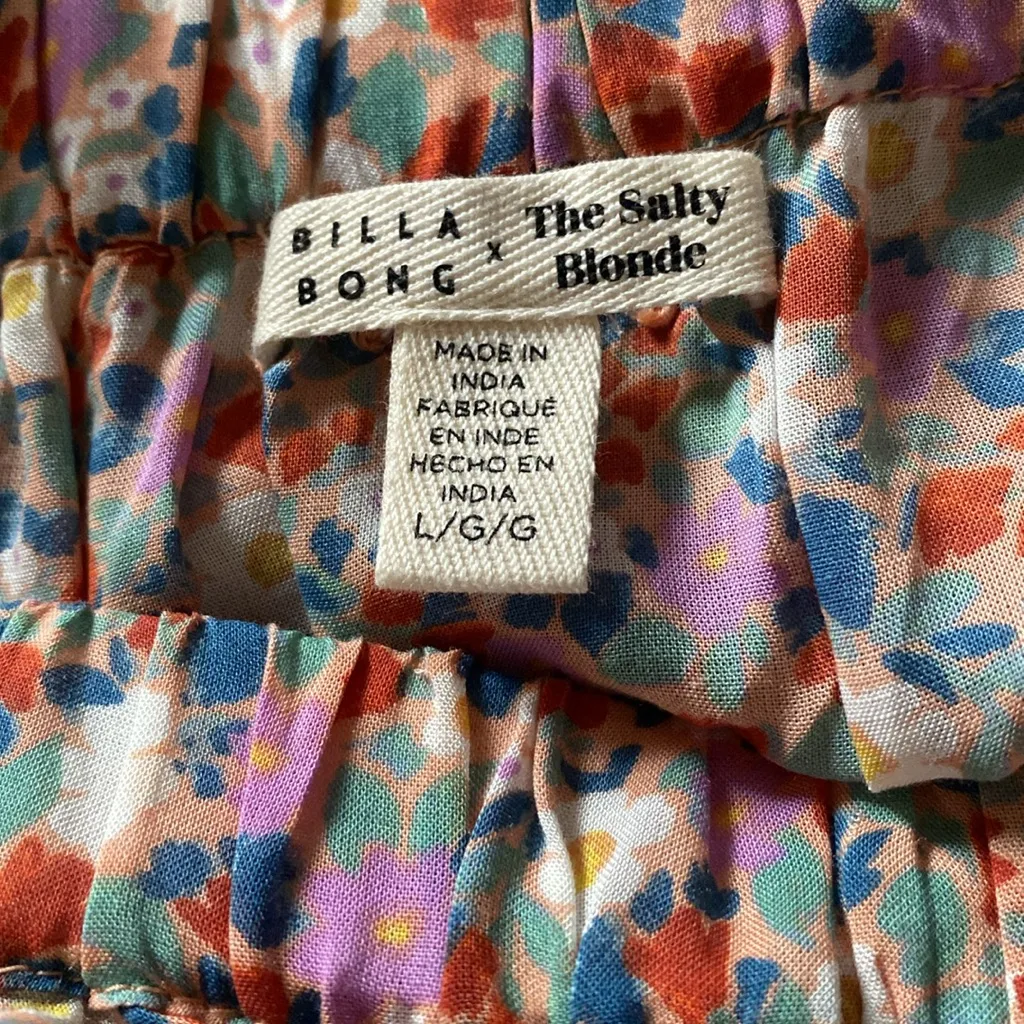 BILLA BONG x The Salty Blonde
MADE IN
INDIA
FABRIQUÉ
EN INDE
HECHO EN
INDIA
L/G/G